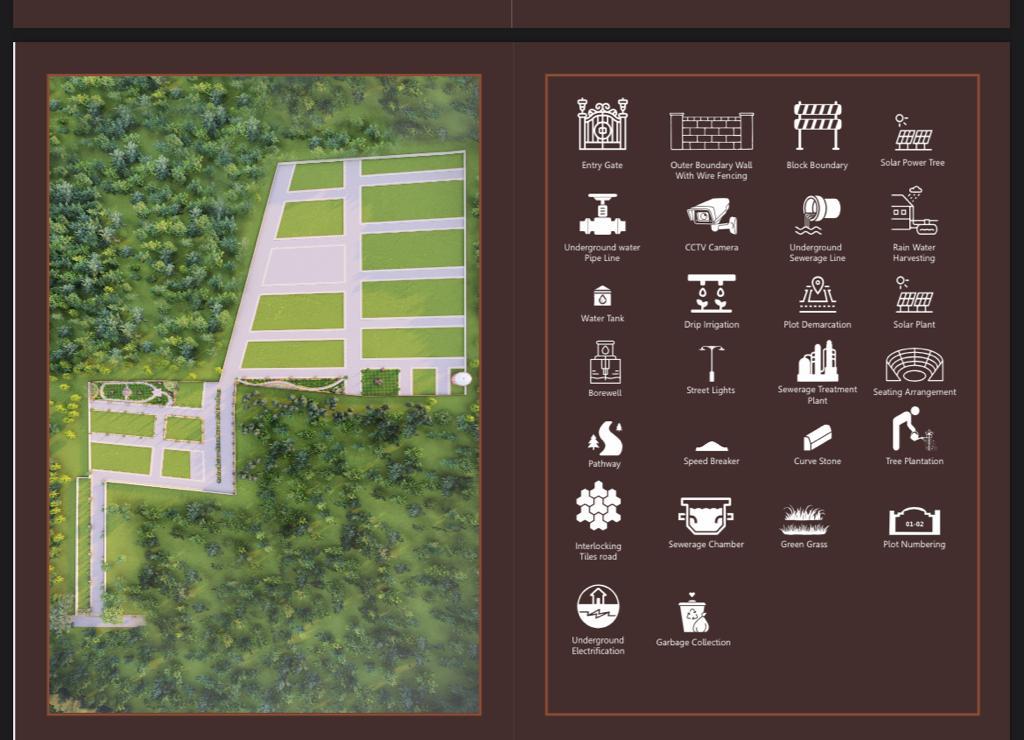 Entry Gate
Outer Boundary Wall
With Wire Fencing
Block Boundary
Solar Power Tree
Underground water
Pipe Line
CCTV Camera
Underground
Sewerage Line
Rain Water
Harvesting
Water Tank
Drip Irrigation
Plot Demarcation
Solar Plant
Borewell
Street Lights
Sewerage Treatment
Plant
Seating Arrangement
Pathway
Speed Breaker
Curve Stone
Tree Plantation
Interlocking
Tiles road
Sewerage Chamber
Green Grass
01-02
Plot Numbering
Underground
Electrification
Garbage Collection